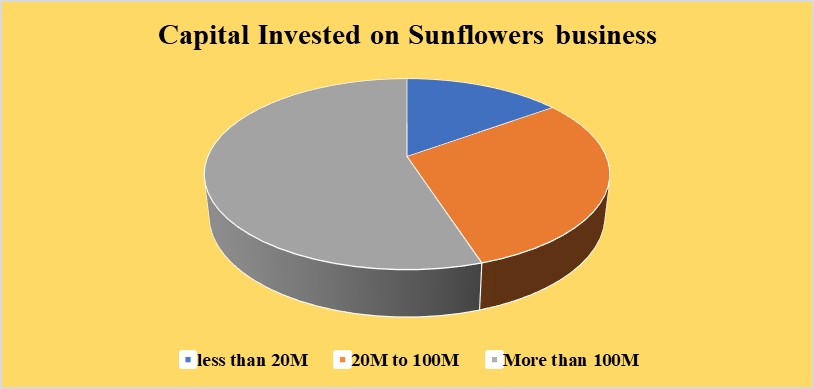 Capital Invested on Sunflowers business
less than 20M 20M to 100M More than 100M